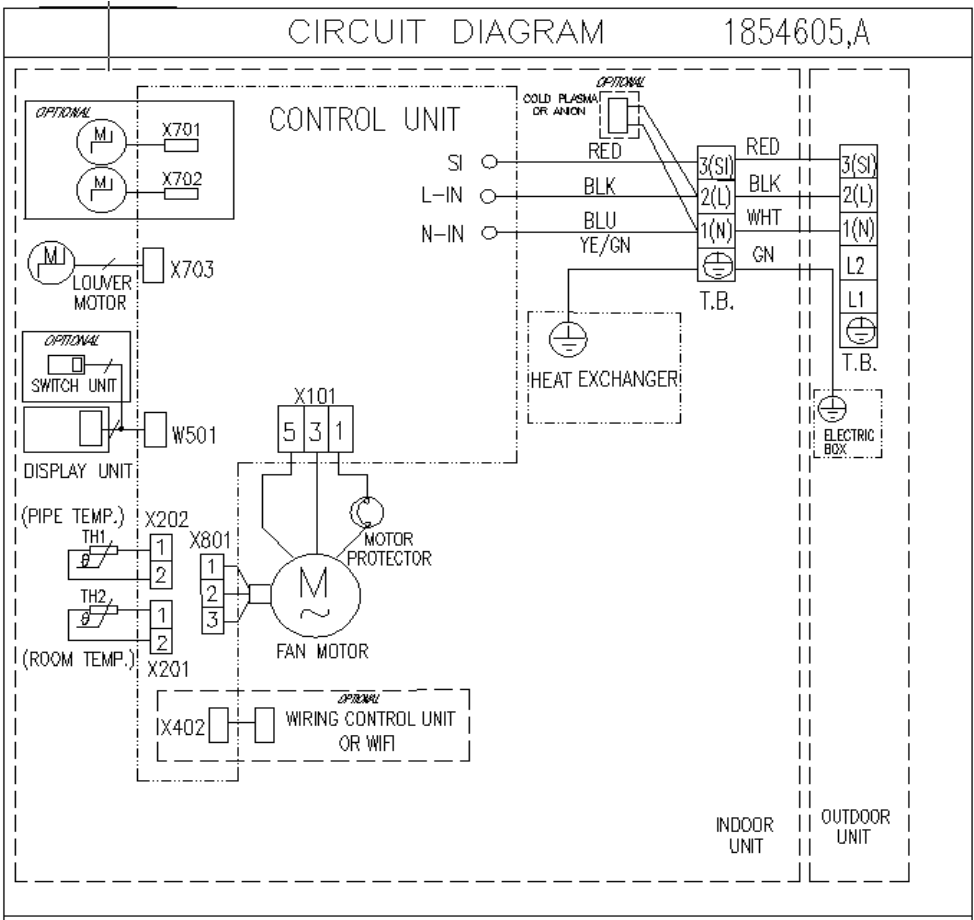 CIRCUIT DIAGRAM 1854605,A
OPTIONAL
M X701
M X702
CONTROL UNIT
OPTIONAL
COLD PLASMA
OR ANION
SI RED 3(SI) RED 3(SI)
L-IN BLK 2(L) BLK 2(L)
N-IN BLU 1(N) WHT 1(N)
YE/GN GN L2
L1
T.B.
T.B.
M X703
LOUVER
MOTOR
OPTIONAL
SWITCH UNIT
W501
DISPLAY UNIT
HEAT EXCHANGER
ELECTRIC
BOX
X101
5 3 1
MOTOR
PROTECTOR
(PIPE TEMP.) X202
TH1 1
θ 2
TH2 1
θ 2
(ROOM TEMP.) X201
X801
1
2
3
M
~
FAN MOTOR
OPTIONAL
X402 WIRING CONTROL UNIT
OR WIFI
INDOOR
UNIT
OUTDOOR
UNIT